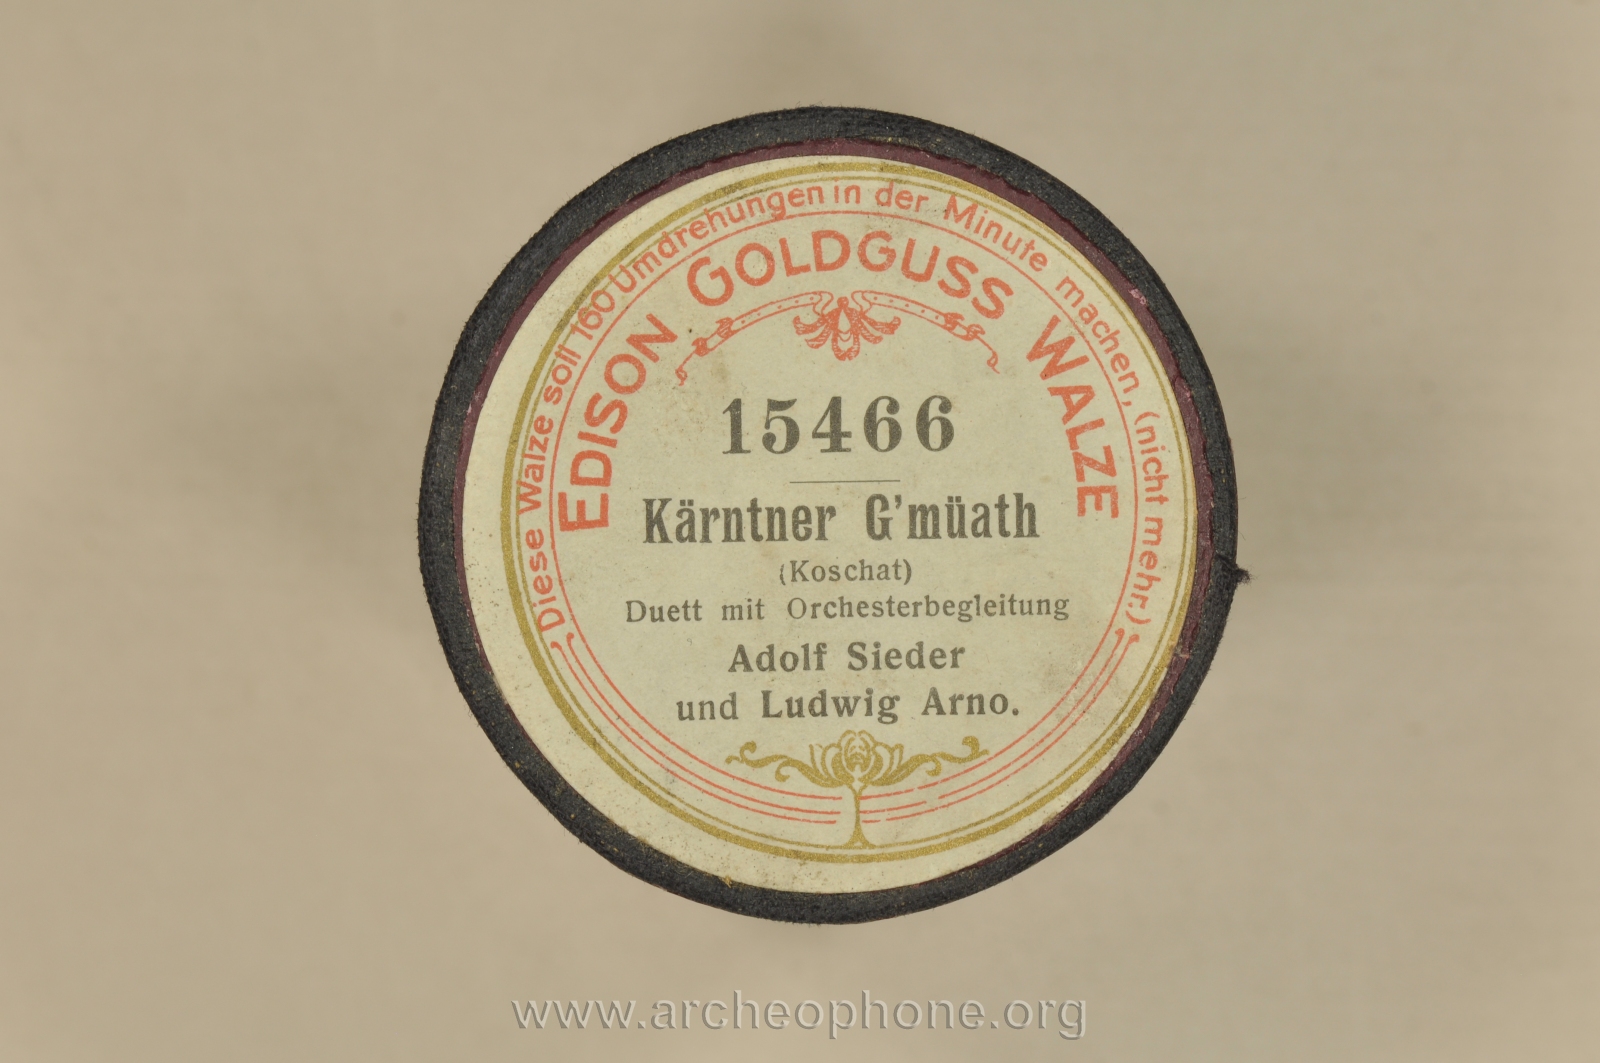 Diese Walze soll 160 Umdrehungen in der Minute machen, (nicht mehr.)
EDISON GOLDGUSS WALZE
15466
Kärntner G'müath
(Koschat)
Duett mit Orchesterbegleitung
Adolf Sieder
und Ludwig Arno.
www.archeophone.org